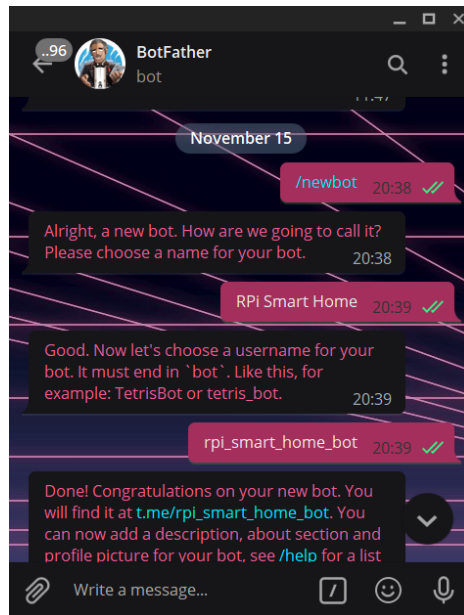 ..96
BotFather
bot
November 15
/newbot 20:38
Alright, a new bot. How are we going to call it?
Please choose a name for your bot.
20:38
RPi Smart Home 20:39
Good. Now let's choose a username for your
bot. It must end in `bot`. Like this, for
example: TetrisBot or tetris_bot.
20:39
rpi_smart_home_bot 20:39
Done! Congratulations on your new bot. You
will find it at t.me/rpi_smart_home_bot. You
can now add a description, about section and
profile picture for your bot, see /help for a list
Write a message...